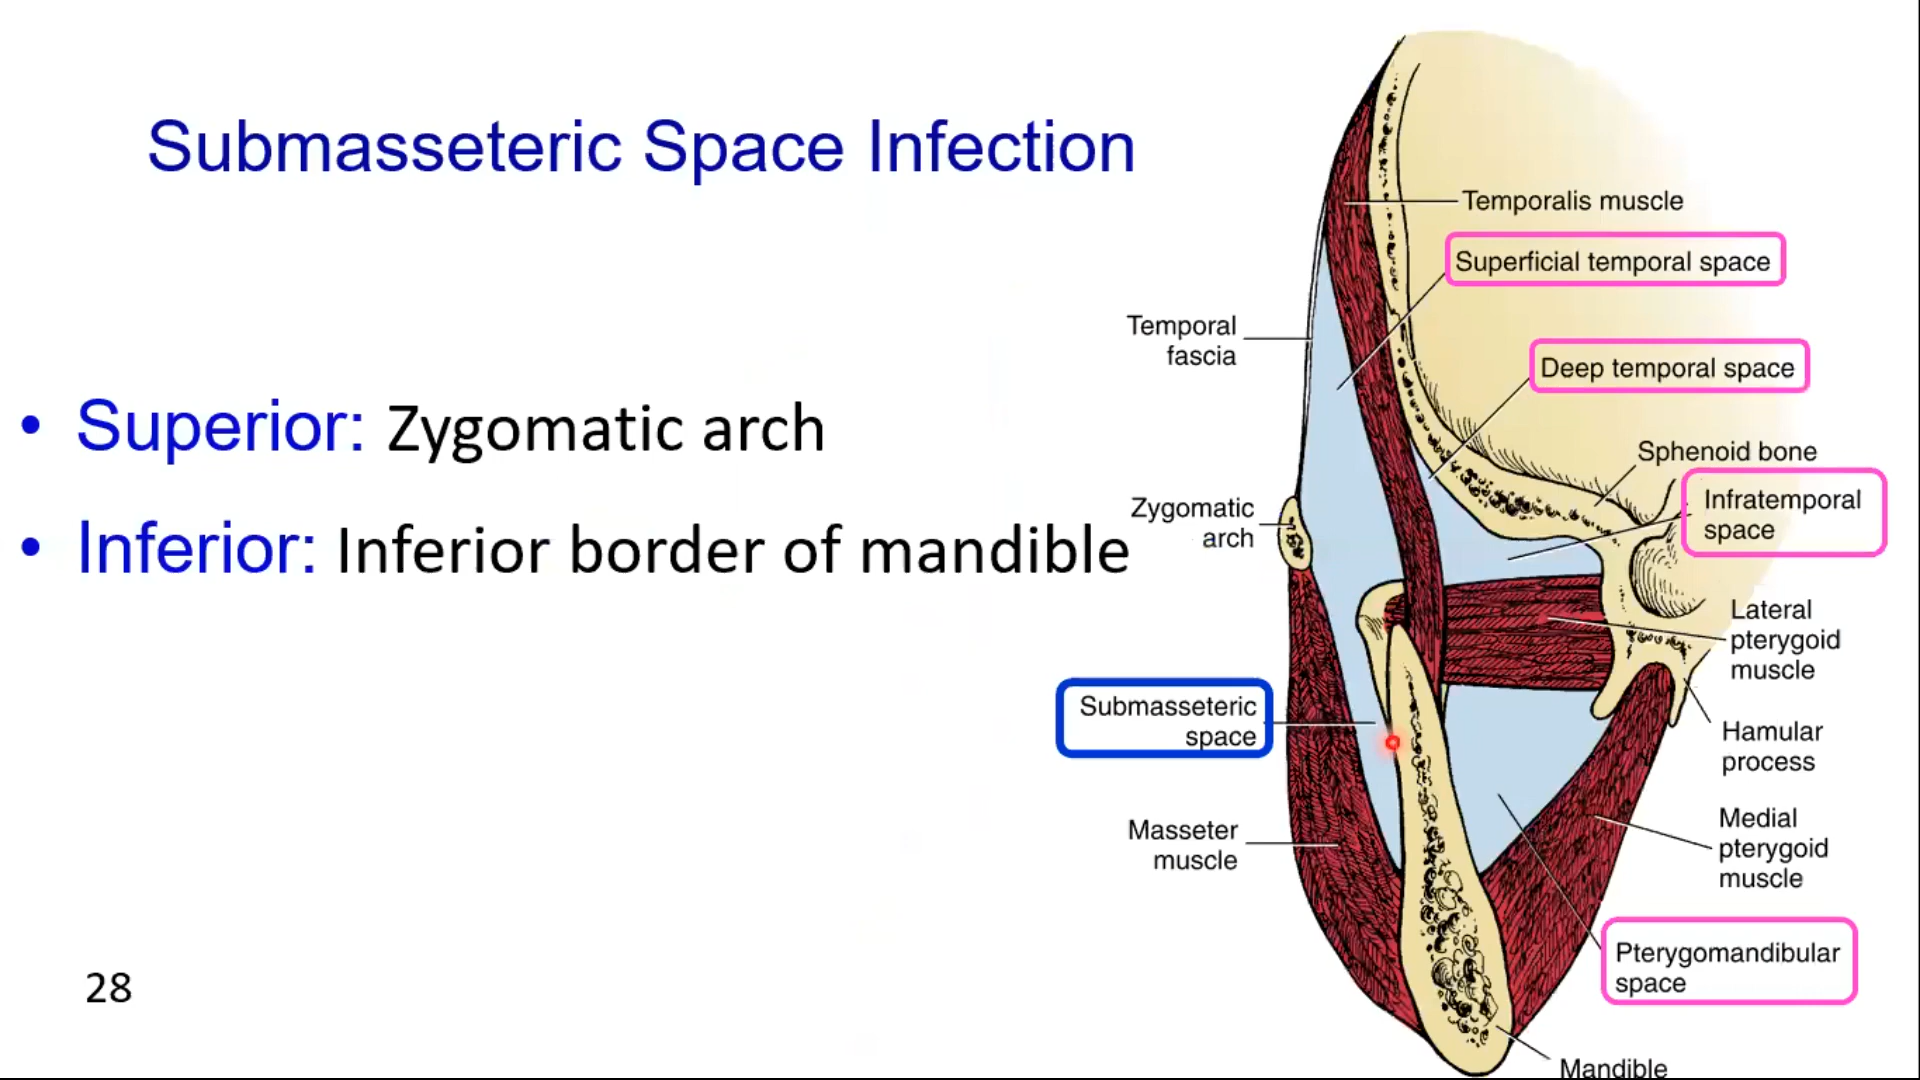 Submasseteric Space Infection
• Superior: Zygomatic arch
• Inferior: Inferior border of mandible
28
Temporalis muscle
Superficial temporal space
Temporal
fascia
Deep temporal space
Sphenoid bone
Zygomatic
arch
Infratemporal
space
Lateral
pterygoid
muscle
Submasseteric
space
Hamular
process
Masseter
muscle
Medial
pterygoid
muscle
Pterygomandibular
space
Mandible